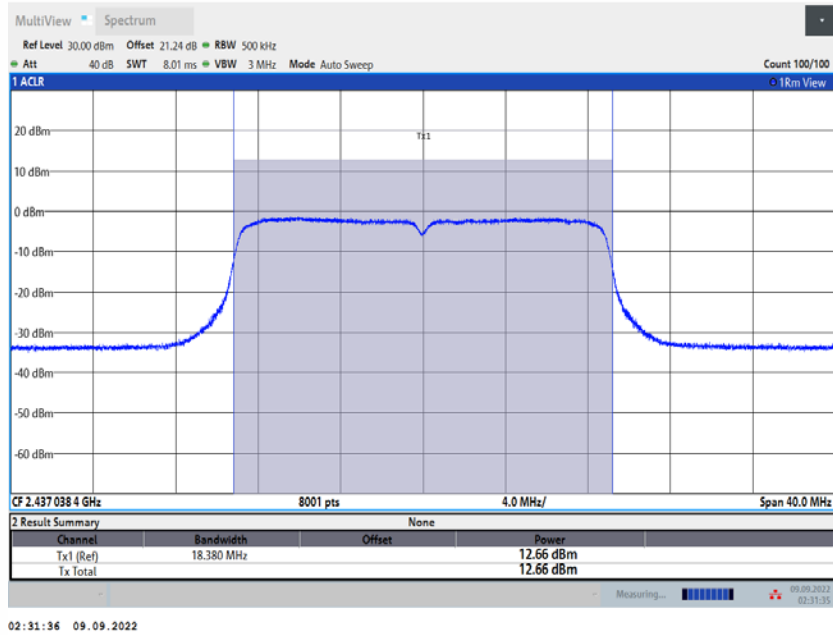 MultiView Spectrum
Ref Level 30.00 dBm Offset 21.24 dB RBW 500 kHz
Att 40 dB SWT 8.01 ms VBW 3 MHz Mode Auto Sweep Count 100/100
1 ACLR 1Rm View
Tx1
20 dBm
10 dBm
0 dBm
-10 dBm
-20 dBm
-30 dBm
-40 dBm
-50 dBm
-60 dBm
CF 2.437 038 4 GHz 8001 pts 4.0 MHz/ Span 40.0 MHz
2 Result Summary None
Channel Bandwidth Offset Power
Tx1 (Ref) 18.380 MHz 12.66 dBm
Tx Total 12.66 dBm
Measuring... 09.09.2022
02:31:35
02:31:36 09.09.2022